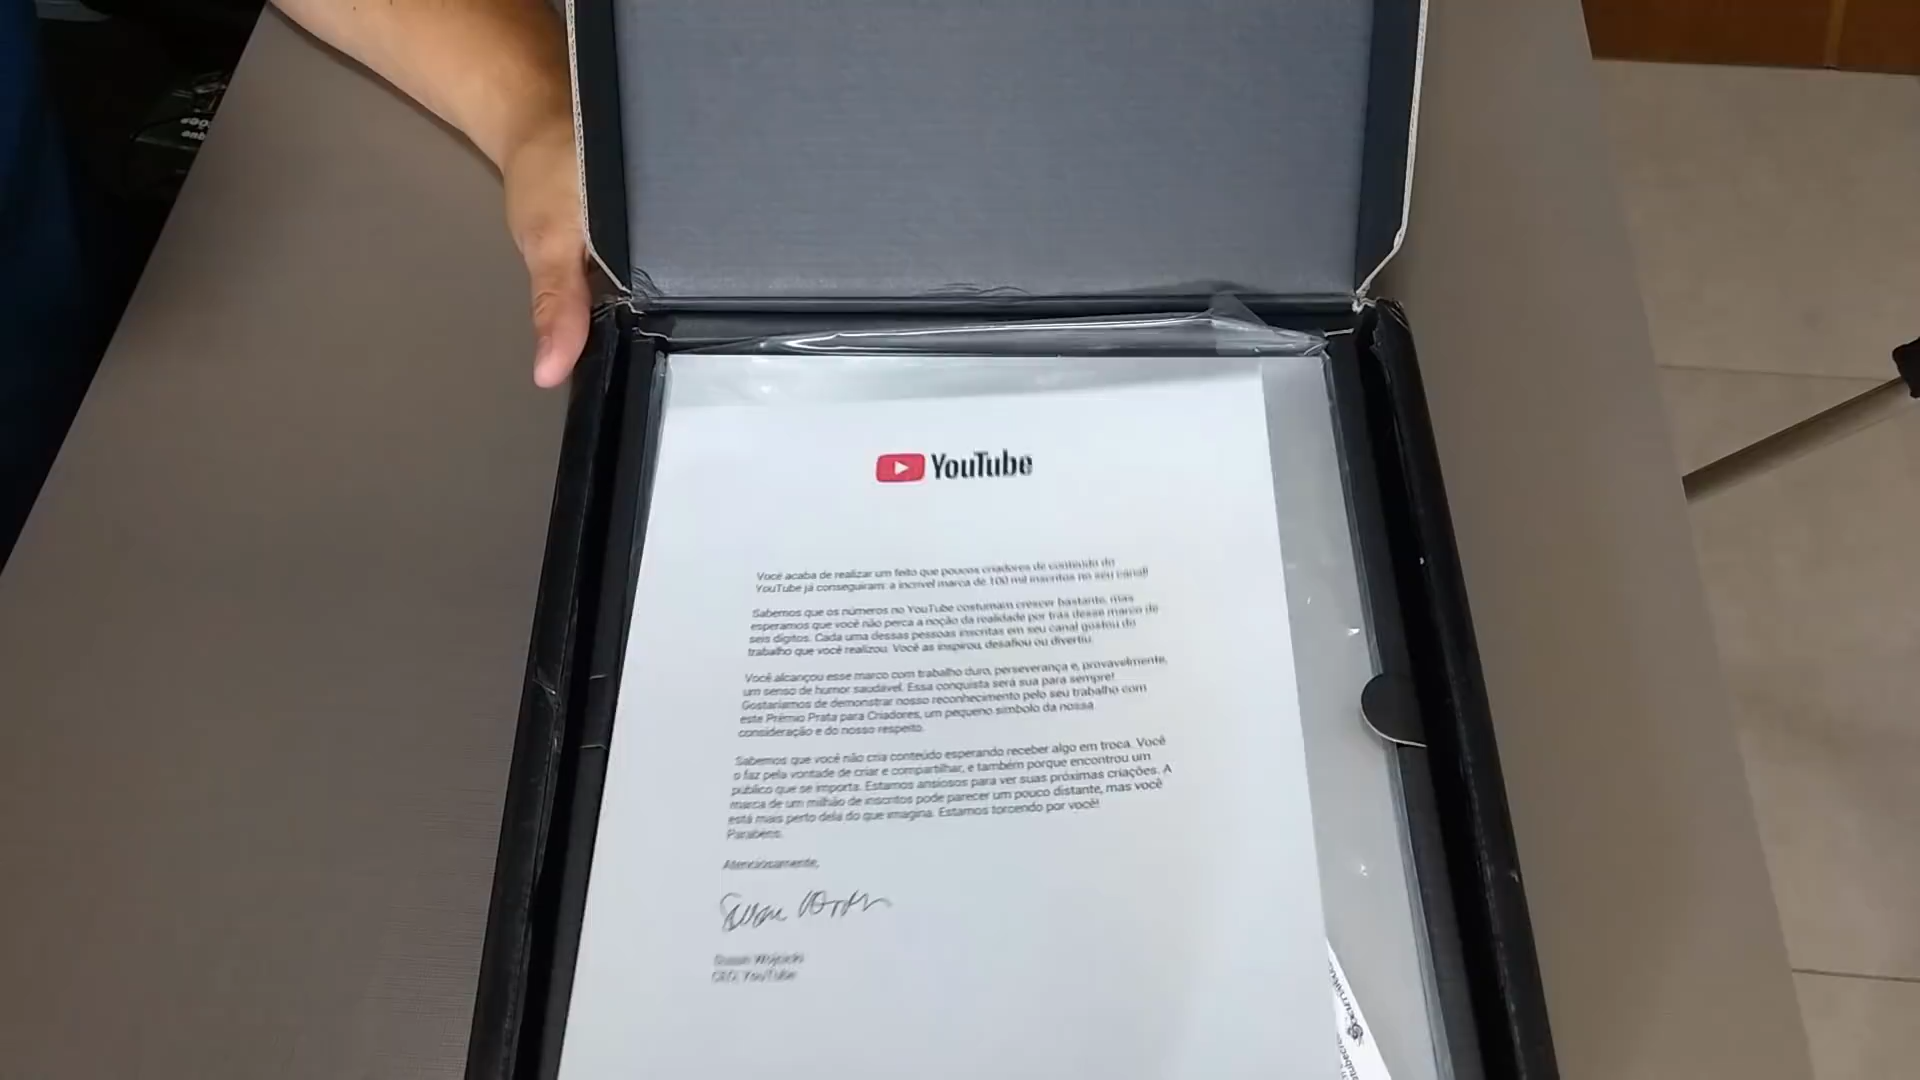 YouTube
Você acaba de realizar um feito que poucos criadores de conteúdo do
YouTube já conseguiram: a incrível marca de 100 mil inscritos no seu canal!
Sabemos que os números no YouTube costumam crescer bastante, mas
esperamos que você não perca a noção da realidade por trás desse marco de
seis dígitos. Cada uma dessas pessoas inscritas em seu canal gostou do
trabalho que você realizou. Você as inspirou, desafiou ou divertiu.
Você alcançou esse marco com trabalho duro, perseverança e, provavelmente,
um senso de humor saudável. Essa conquista será sua para sempre!
Gostaríamos de demonstrar nosso reconhecimento pelo seu trabalho com
este Prêmio Prata para Criadores, um pequeno símbolo da nossa
consideração e do nosso respeito.
Sabemos que você não cria conteúdo esperando receber algo em troca. Você
o faz pela vontade de criar e compartilhar, e também porque encontrou um
público que se importa. Estamos ansiosos para ver suas próximas criações. A
marca de um milhão de inscritos pode parecer um pouco distante, mas você
está mais perto dela do que imagina. Estamos torcendo por você!
Parabéns.
Atenciosamente,
Susan Wojcicki
CEO, YouTube